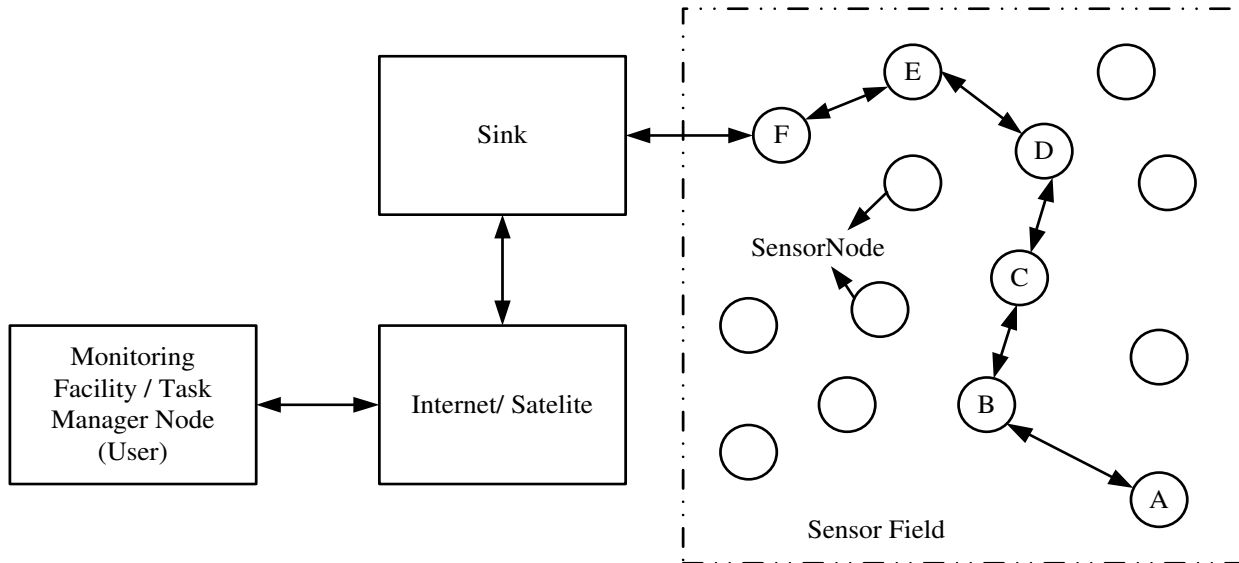 E
F
D
Sink
SensorNode
C
Monitoring
Facility / Task
Manager Node
(User)
Internet/ Satelite
B
A
Sensor Field